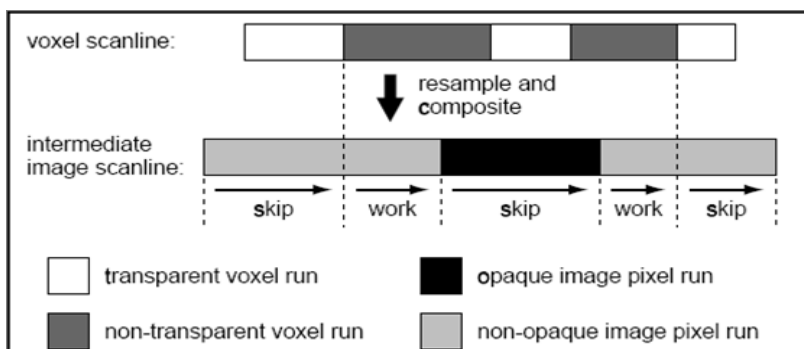 voxel scanline:
resample and
composite
intermediate
image scanline:
skip work skip work skip
transparent voxel run opaque image pixel run
non-transparent voxel run non-opaque image pixel run